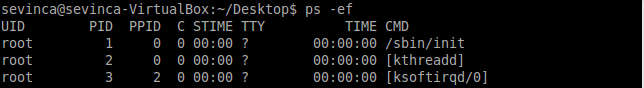 sevinca@sevinca-VirtualBox:~/Desktop$ ps -ef
UID        PID  PPID  C STIME TTY          TIME CMD
root         1     0  0 00:00 ?        00:00:00 /sbin/init
root         2     0  0 00:00 ?        00:00:00 [kthreadd]
root         3     2  0 00:00 ?        00:00:00 [ksoftirqd/0]